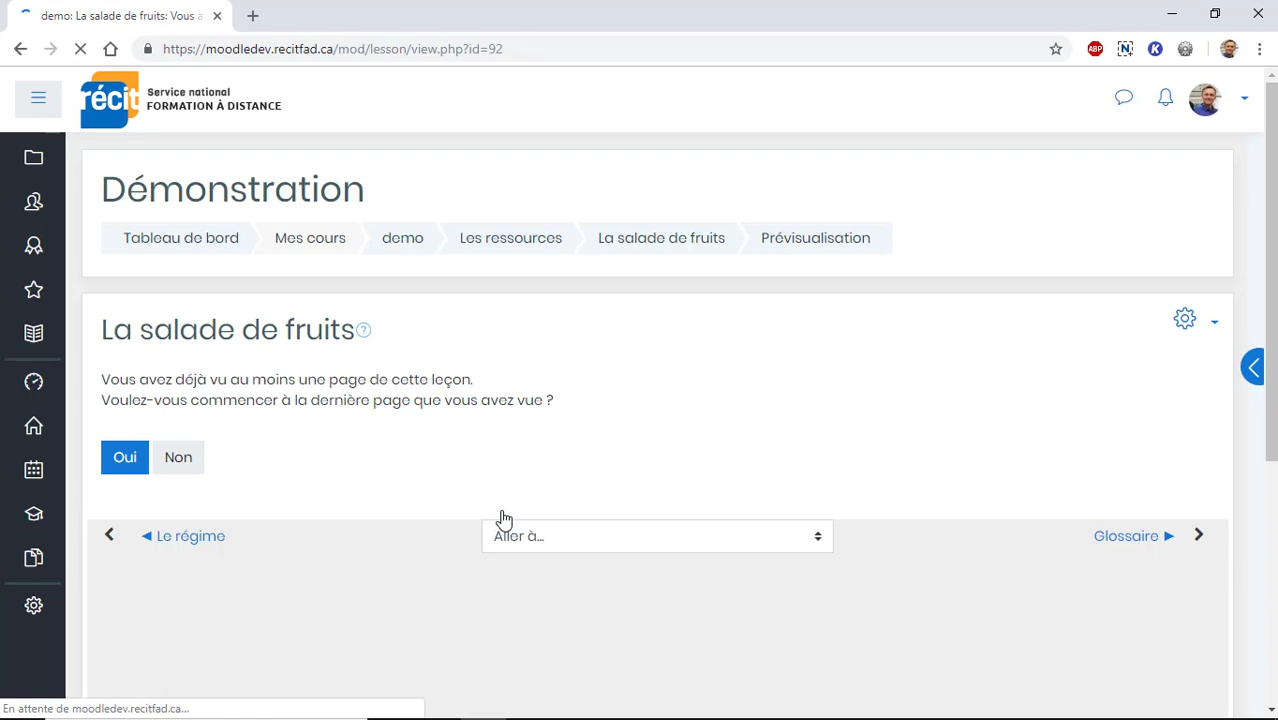 demo: La salade de fruits: Vous a
https://moodledev.recitfad.ca/mod/lesson/view.php?id=92
ABP
N
K
récit
Service national
FORMATION À DISTANCE
Démonstration
Tableau de bord
Mes cours
demo
Les ressources
La salade de fruits
Prévisualisation
La salade de fruits
Vous avez déjà vu au moins une page de cette leçon.
Voulez-vous commencer à la dernière page que vous avez vue ?
Oui
Non
◄ Le régime
Aller à...
Glossaire ►
En attente de moodledev.recitfad.ca...